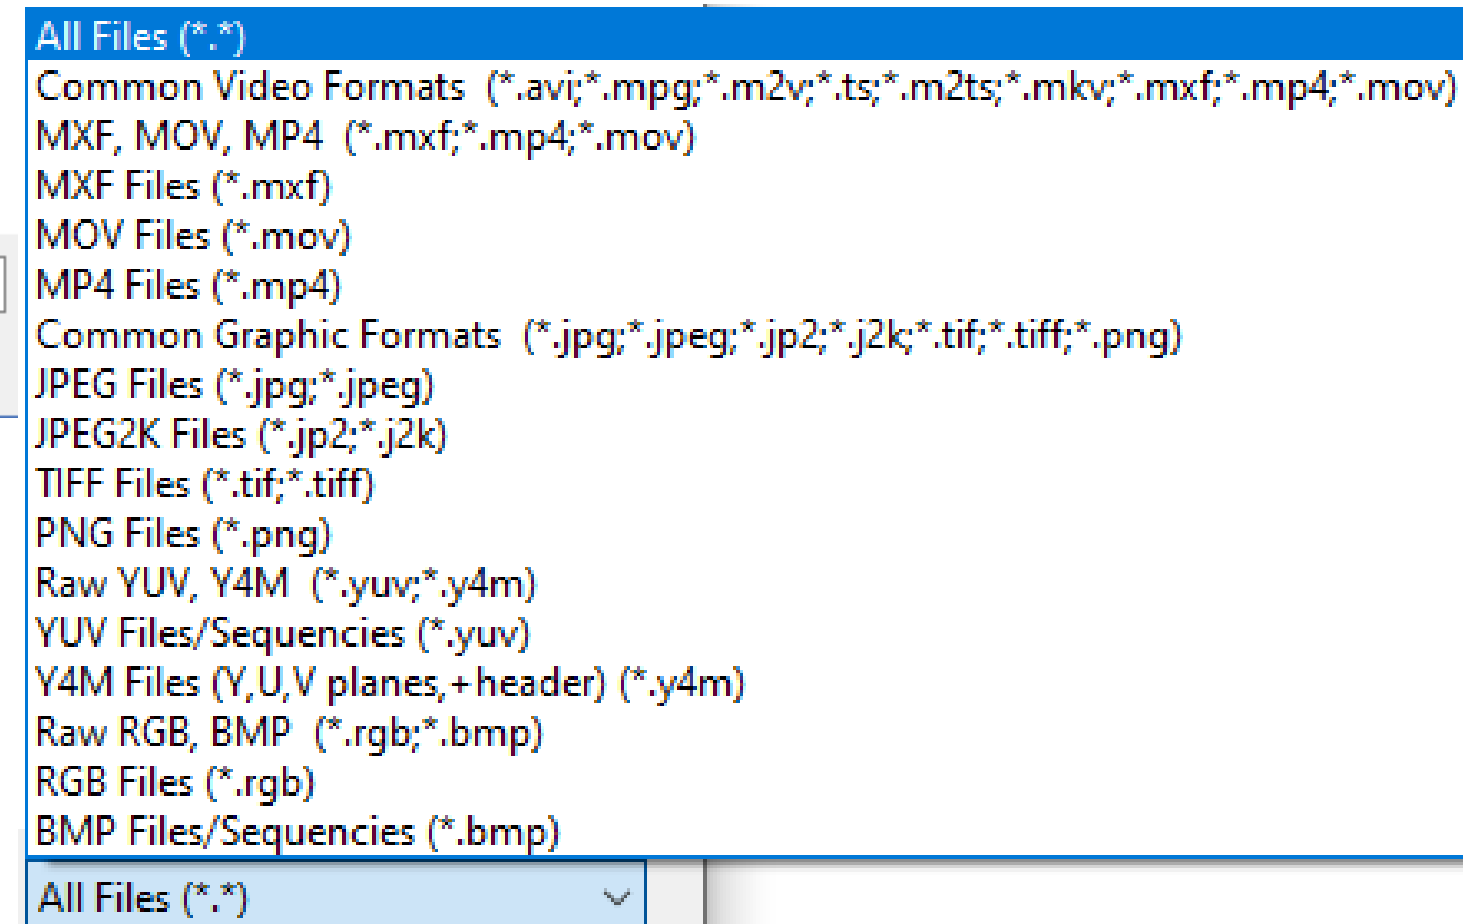 All Files (*.*)
Common Video Formats  (*.avi;*.mpg;*.m2v;*.ts;*.m2ts;*.mkv;*.mxf;*.mp4;*.mov)
MXF, MOV, MP4  (*.mxf;*.mp4;*.mov)
MXF Files (*.mxf)
MOV Files (*.mov)
MP4 Files (*.mp4)
Common Graphic Formats  (*.jpg;*.jpeg;*.jp2;*.j2k;*.tif;*.tiff;*.png)
JPEG Files (*.jpg;*.jpeg)
JPEG2K Files (*.jp2;*.j2k)
TIFF Files (*.tif;*.tiff)
PNG Files (*.png)
Raw YUV, Y4M  (*.yuv;*.y4m)
YUV Files/Sequencies (*.yuv)
Y4M Files (Y,U,V planes,+header) (*.y4m)
Raw RGB, BMP  (*.rgb;*.bmp)
RGB Files (*.rgb)
BMP Files/Sequencies (*.bmp)
All Files (*.*)